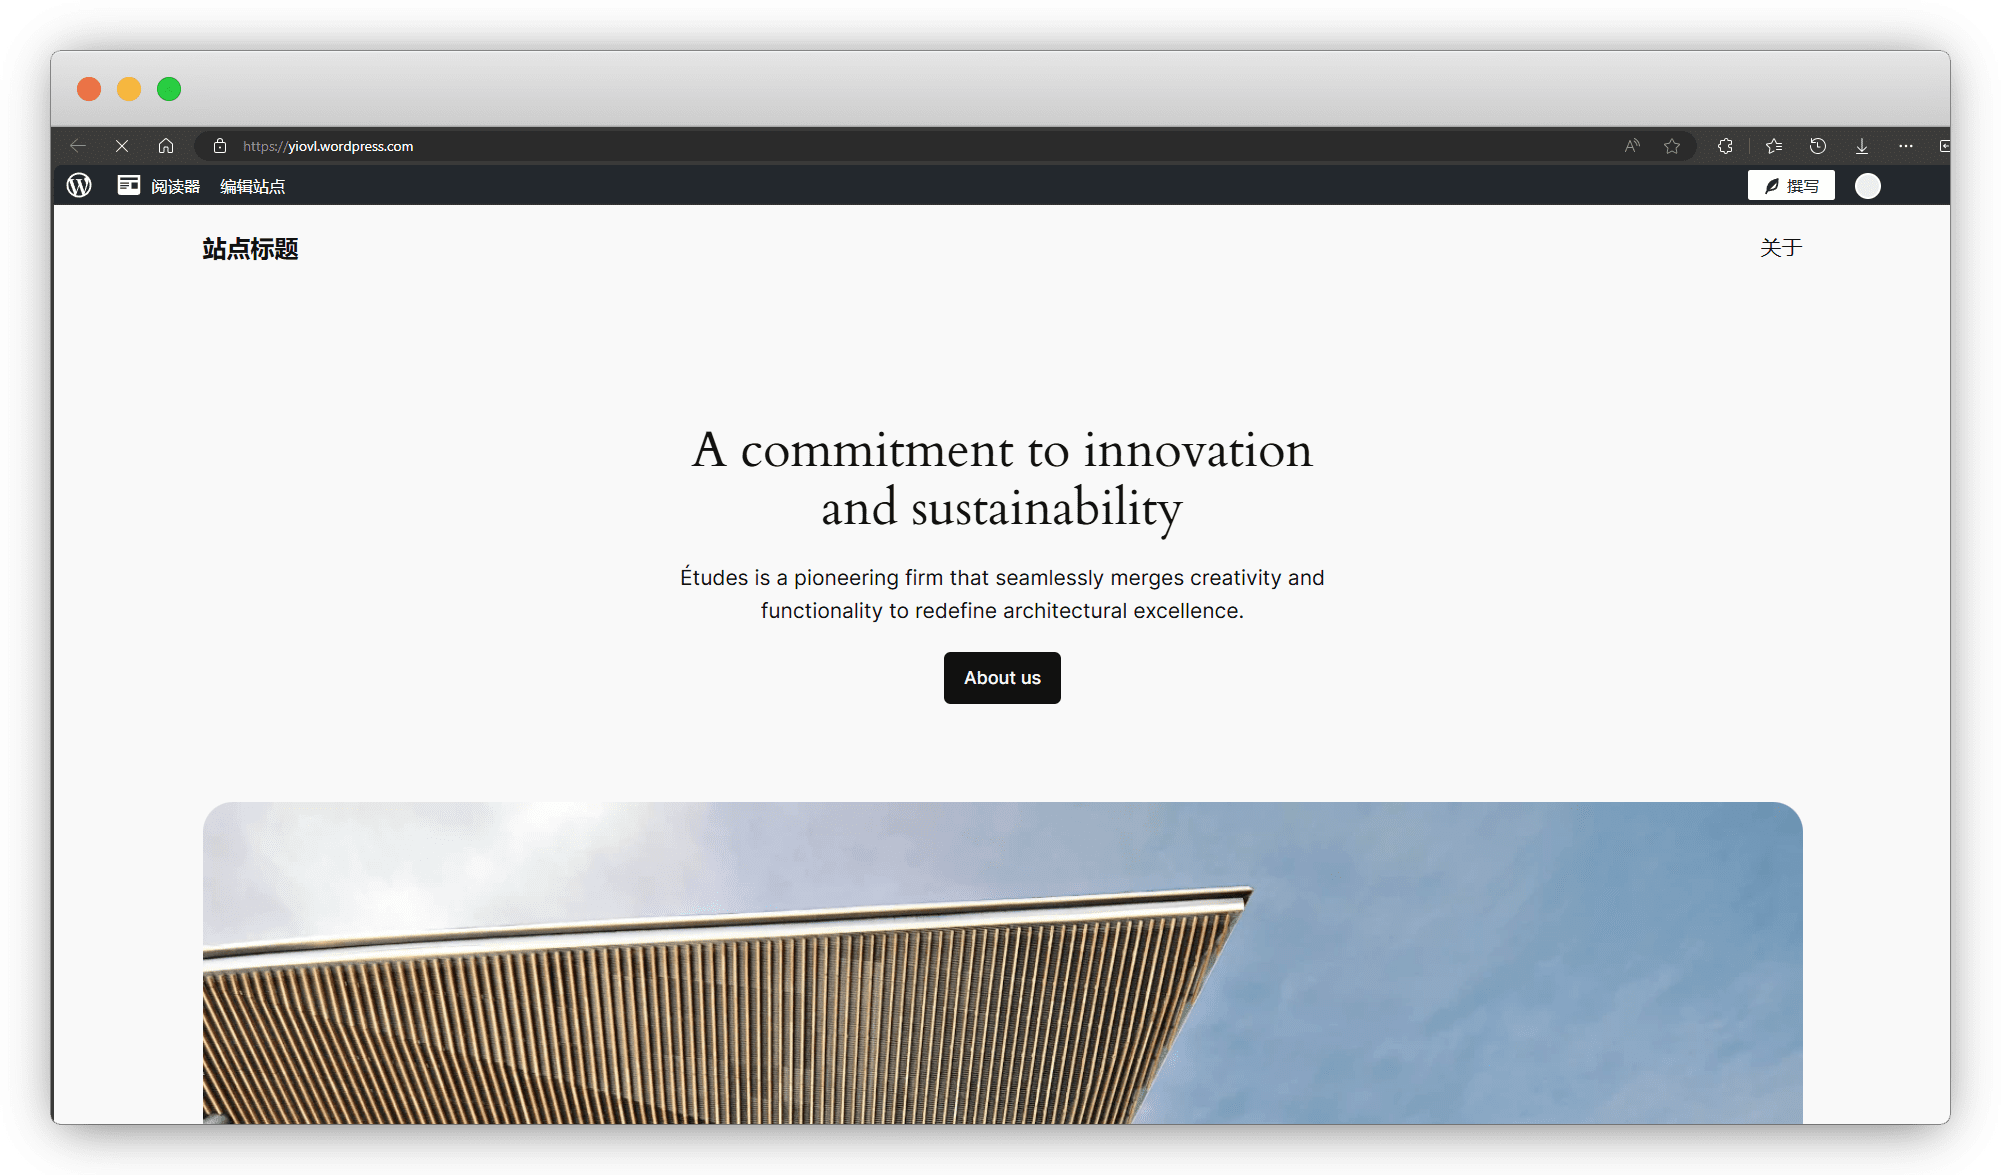 https://yiovl.wordpress.com
阅读器 编辑站点 撰写
站点标题 关于
A commitment to innovation
and sustainability
Études is a pioneering firm that seamlessly merges creativity and
functionality to redefine architectural excellence.
About us